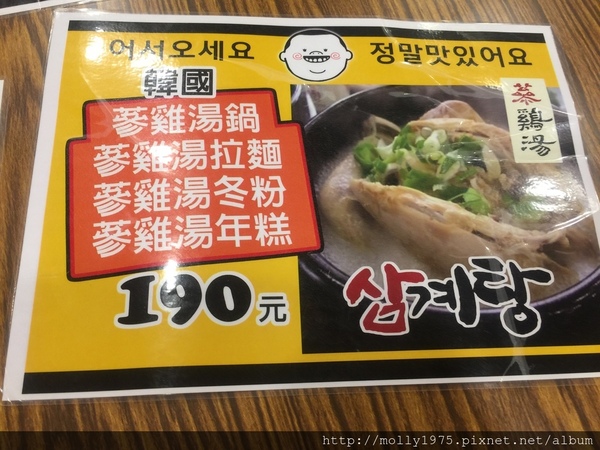 어서오세요
정말맛있어요
韓國
蔘雞湯鍋
蔘雞湯拉麵
蔘雞湯冬粉
蔘雞湯年糕
190元
蔘鷄湯
삼계탕
http://molly1975.pixnet.net/album